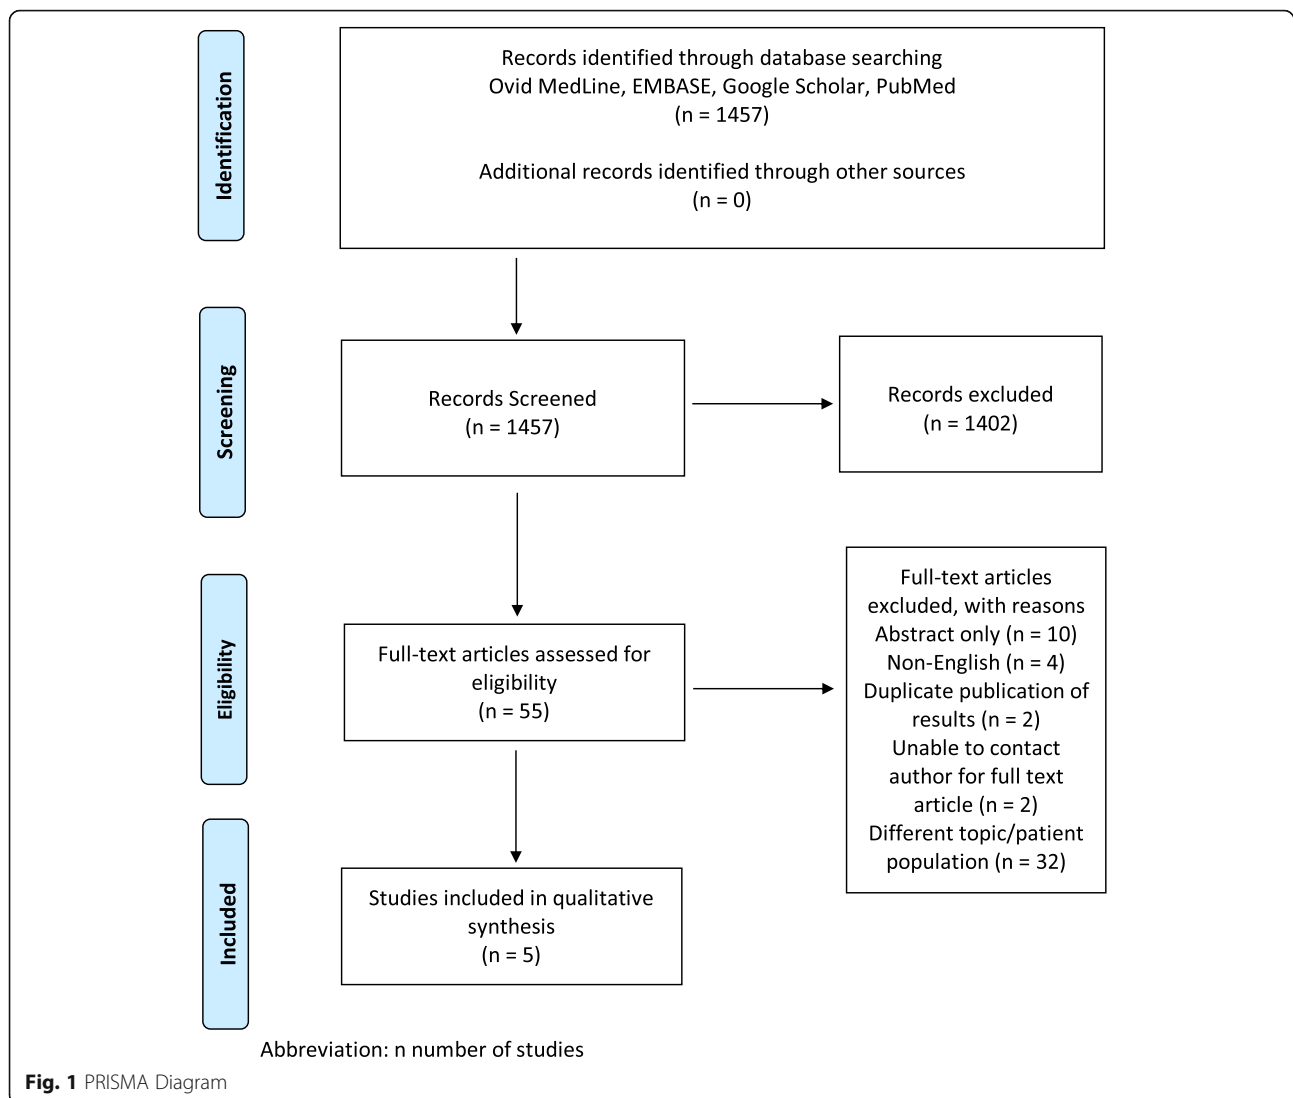 Identification
Records identified through database searching
Ovid MedLine, EMBASE, Google Scholar, PubMed
(n = 1457)
Additional records identified through other sources
(n = 0)
Screening
Records Screened
(n = 1457)
Records excluded
(n = 1402)
Eligibility
Full-text articles assessed for
eligibility
(n = 55)
Full-text articles
excluded, with reasons
Abstract only (n = 10)
Non-English (n = 4)
Duplicate publication of
results (n = 2)
Unable to contact
author for full text
article (n = 2)
Different topic/patient
population (n = 32)
Included
Studies included in qualitative
synthesis
(n = 5)
Abbreviation: n number of studies
Fig. 1 PRISMA Diagram